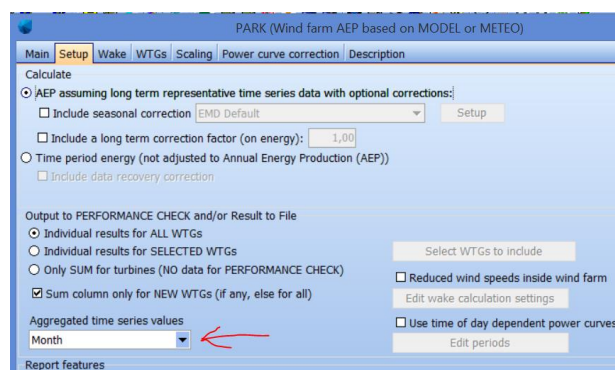 PARK (Wind farm AEP based on MODEL or METEO)
Main Setup Wake WTGs Scaling Power curve correction Description
Calculate
AEP assuming long term representative time series data with optional corrections:
Include seasonal correction EMD Default Setup
Include a long term correction factor (on energy): 1,00
Time period energy (not adjusted to Annual Energy Production (AEP))
Include data recovery correction
Output to PERFORMANCE CHECK and/or Result to File
Individual results for ALL WTGs
Individual results for SELECTED WTGs Select WTGs to include
Only SUM for turbines (NO data for PERFORMANCE CHECK)
Reduced wind speeds inside wind farm
Sum column only for NEW WTGs (if any, else for all) Edit wake calculation settings
Aggregated time series values Use time of day dependent power curves
Month Edit periods
Report features